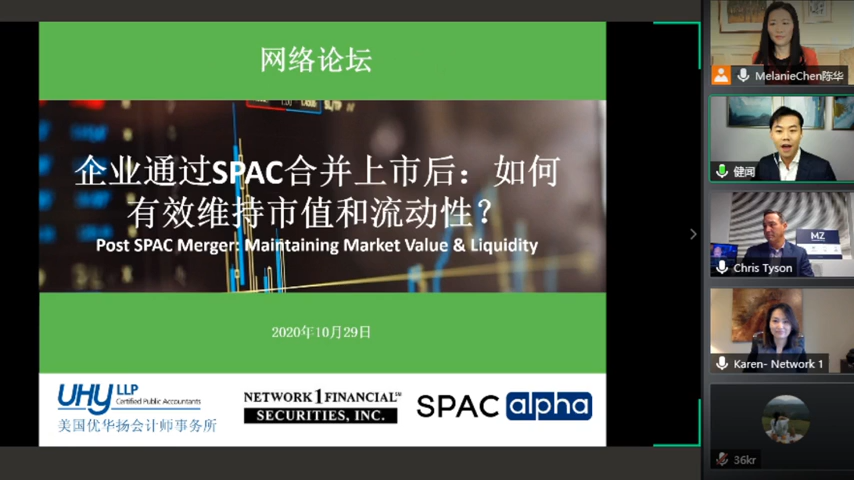 网络论坛
企业通过SPAC合并上市后：如何
有效维持市值和流动性？
Post SPAC Merger: Maintaining Market Value & Liquidity
2020年10月29日
UHY LLP
Certified Public Accountants
美国优华扬会计师事务所
NETWORK 1 FINANCIAL
SECURITIES, INC.
SPAC alpha
MelanieChen陈华
健闻
MZ
Chris Tyson
Karen- Network 1
36kr